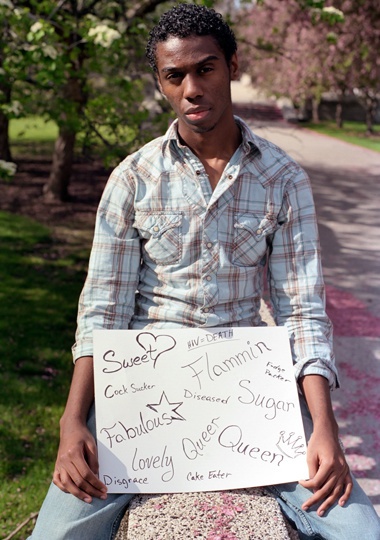 HIV = DEATH
Sweet
Flammin
Fudge
Packer
Cock Sucker
Diseased
Sugar
Fabulous
Queer
Queen
Lovely
Disgrace
Cake Eater